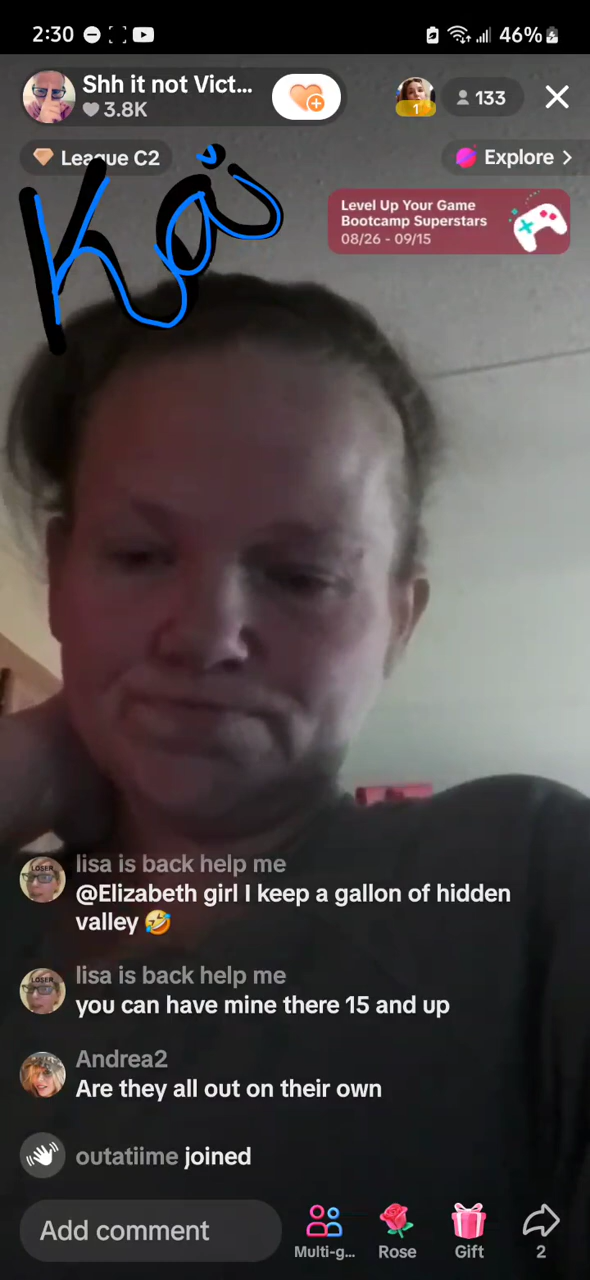 2:30
46%
Shh it not Vict...
3.8K
1
133
League C2
Explore
Kai
Level Up Your Game
Bootcamp Superstars
08/26 - 09/15
LOSER
lisa is back help me
@Elizabeth girl I keep a gallon of hidden
valley 🤣
LOSER
lisa is back help me
you can have mine there 15 and up
Andrea2
Are they all out on their own
outatiime joined
Add comment
Multi-g...
Rose
Gift
2